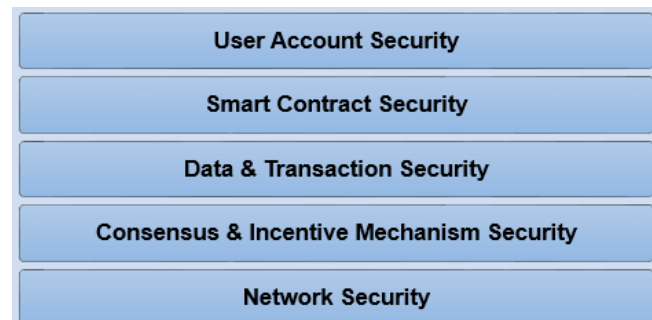 User Account Security
Smart Contract Security
Data & Transaction Security
Consensus & Incentive Mechanism Security
Network Security